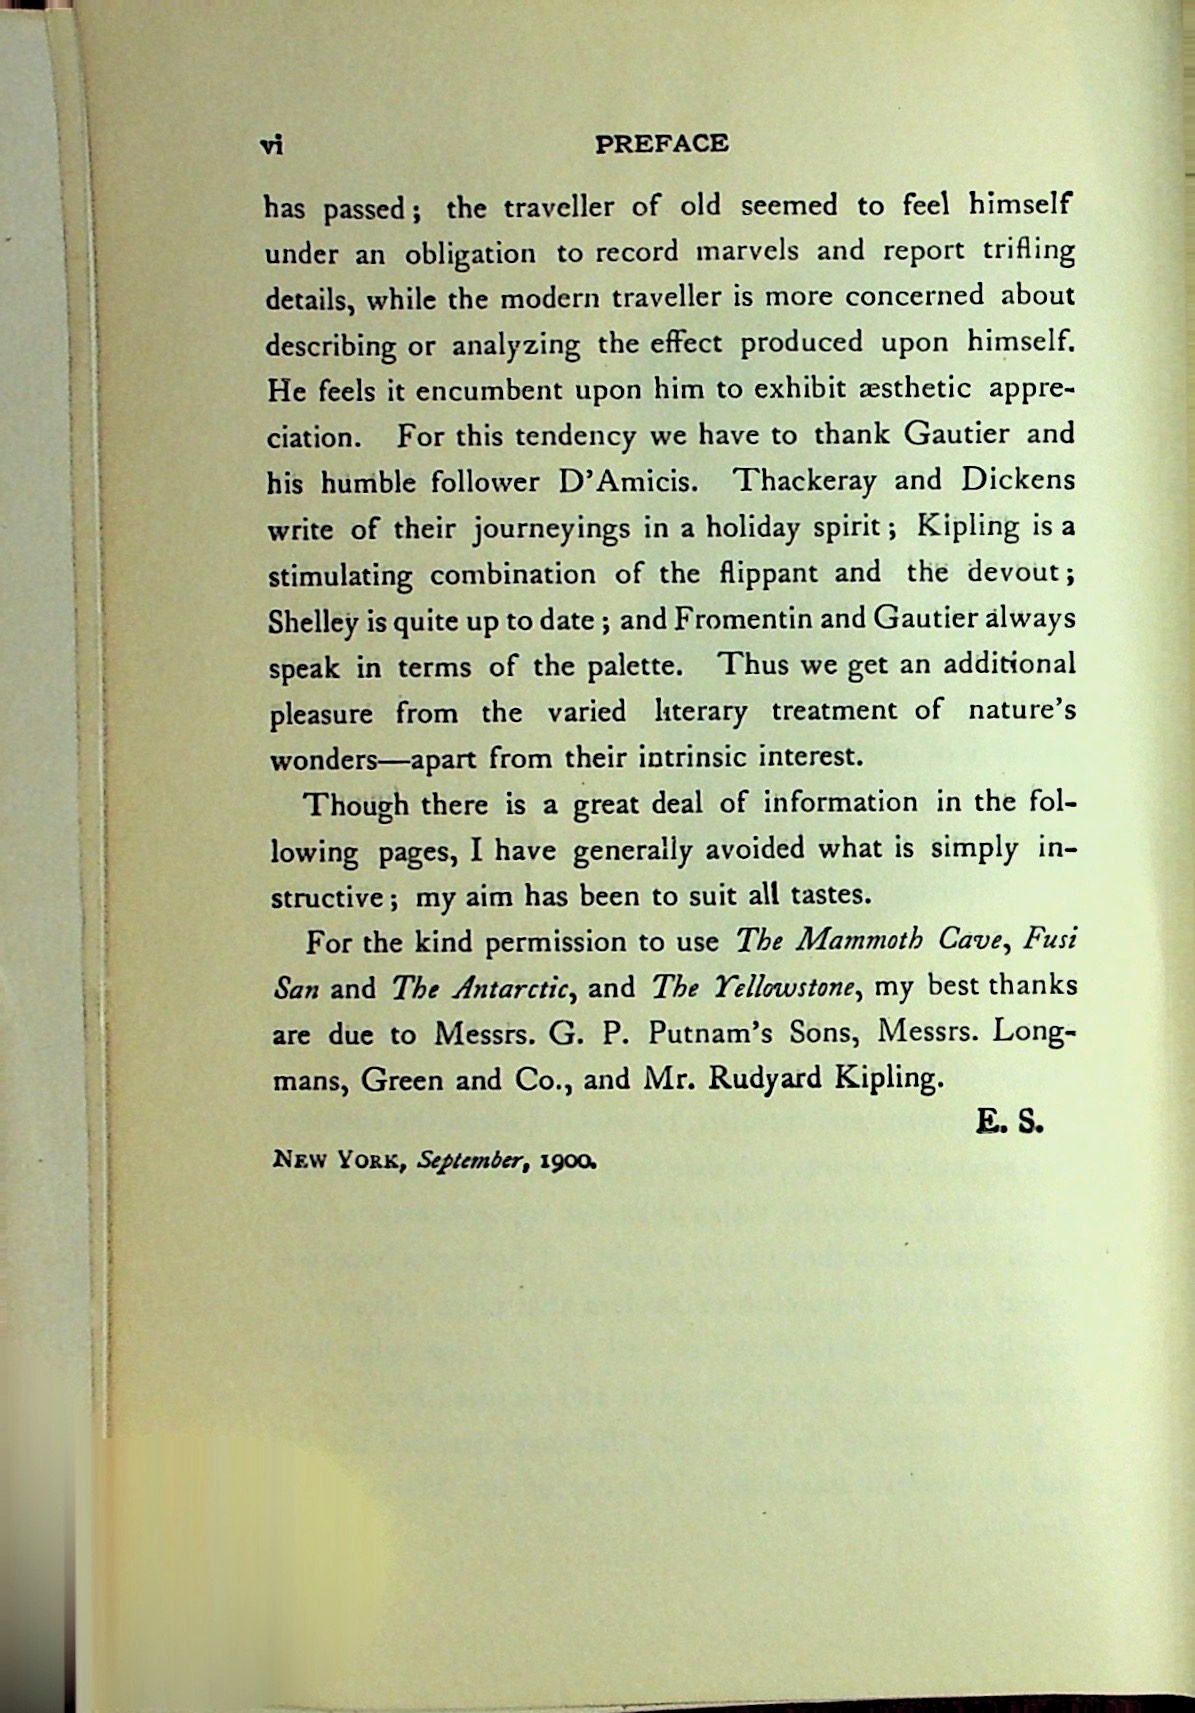 vi PREFACE
has passed; the traveller of old seemed to feel himself
under an obligation to record marvels and report trifling
details, while the modern traveller is more concerned about
describing or analyzing the effect produced upon himself.
He feels it encumbent upon him to exhibit æsthetic appre-
ciation. For this tendency we have to thank Gautier and
his humble follower D'Amicis. Thackeray and Dickens
write of their journeyings in a holiday spirit; Kipling is a
stimulating combination of the flippant and the devout;
Shelley is quite up to date; and Fromentin and Gautier always
speak in terms of the palette. Thus we get an additional
pleasure from the varied literary treatment of nature's
wonders—apart from their intrinsic interest.
Though there is a great deal of information in the fol-
lowing pages, I have generally avoided what is simply in-
structive; my aim has been to suit all tastes.
For the kind permission to use The Mammoth Cave, Fusi
San and The Antarctic, and The Yellowstone, my best thanks
are due to Messrs. G. P. Putnam's Sons, Messrs. Long-
mans, Green and Co., and Mr. Rudyard Kipling.
E. S.
NEW YORK, September, 1900.